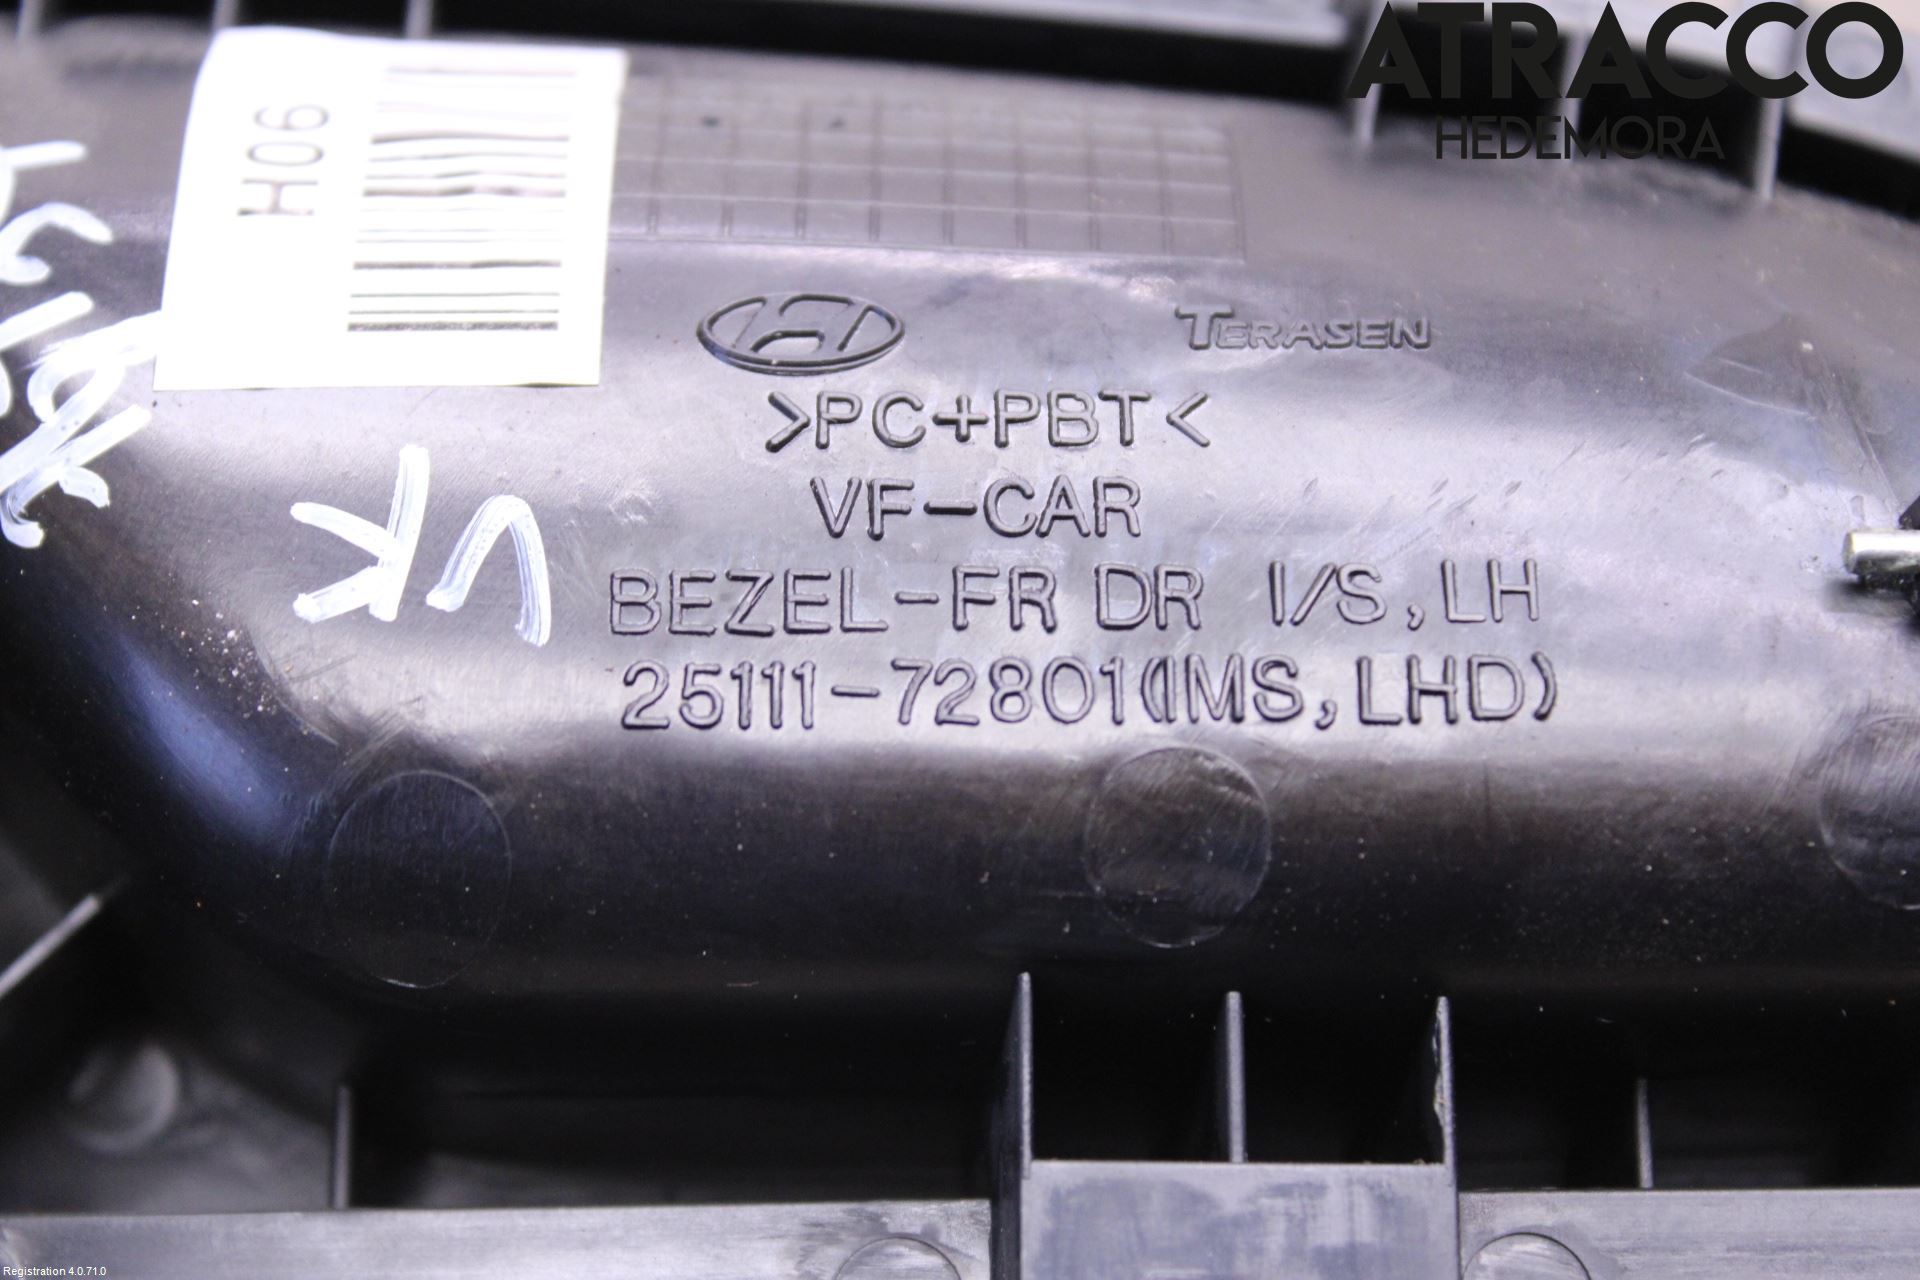 ATRACCO
HEDEMORA
H06
TERASEN
>PC+PBT<
VF-CAR
BEZEL-FR DR I/S, LH
25111-72801(IMS, LHD)
VK
Registration 4.0.71.0